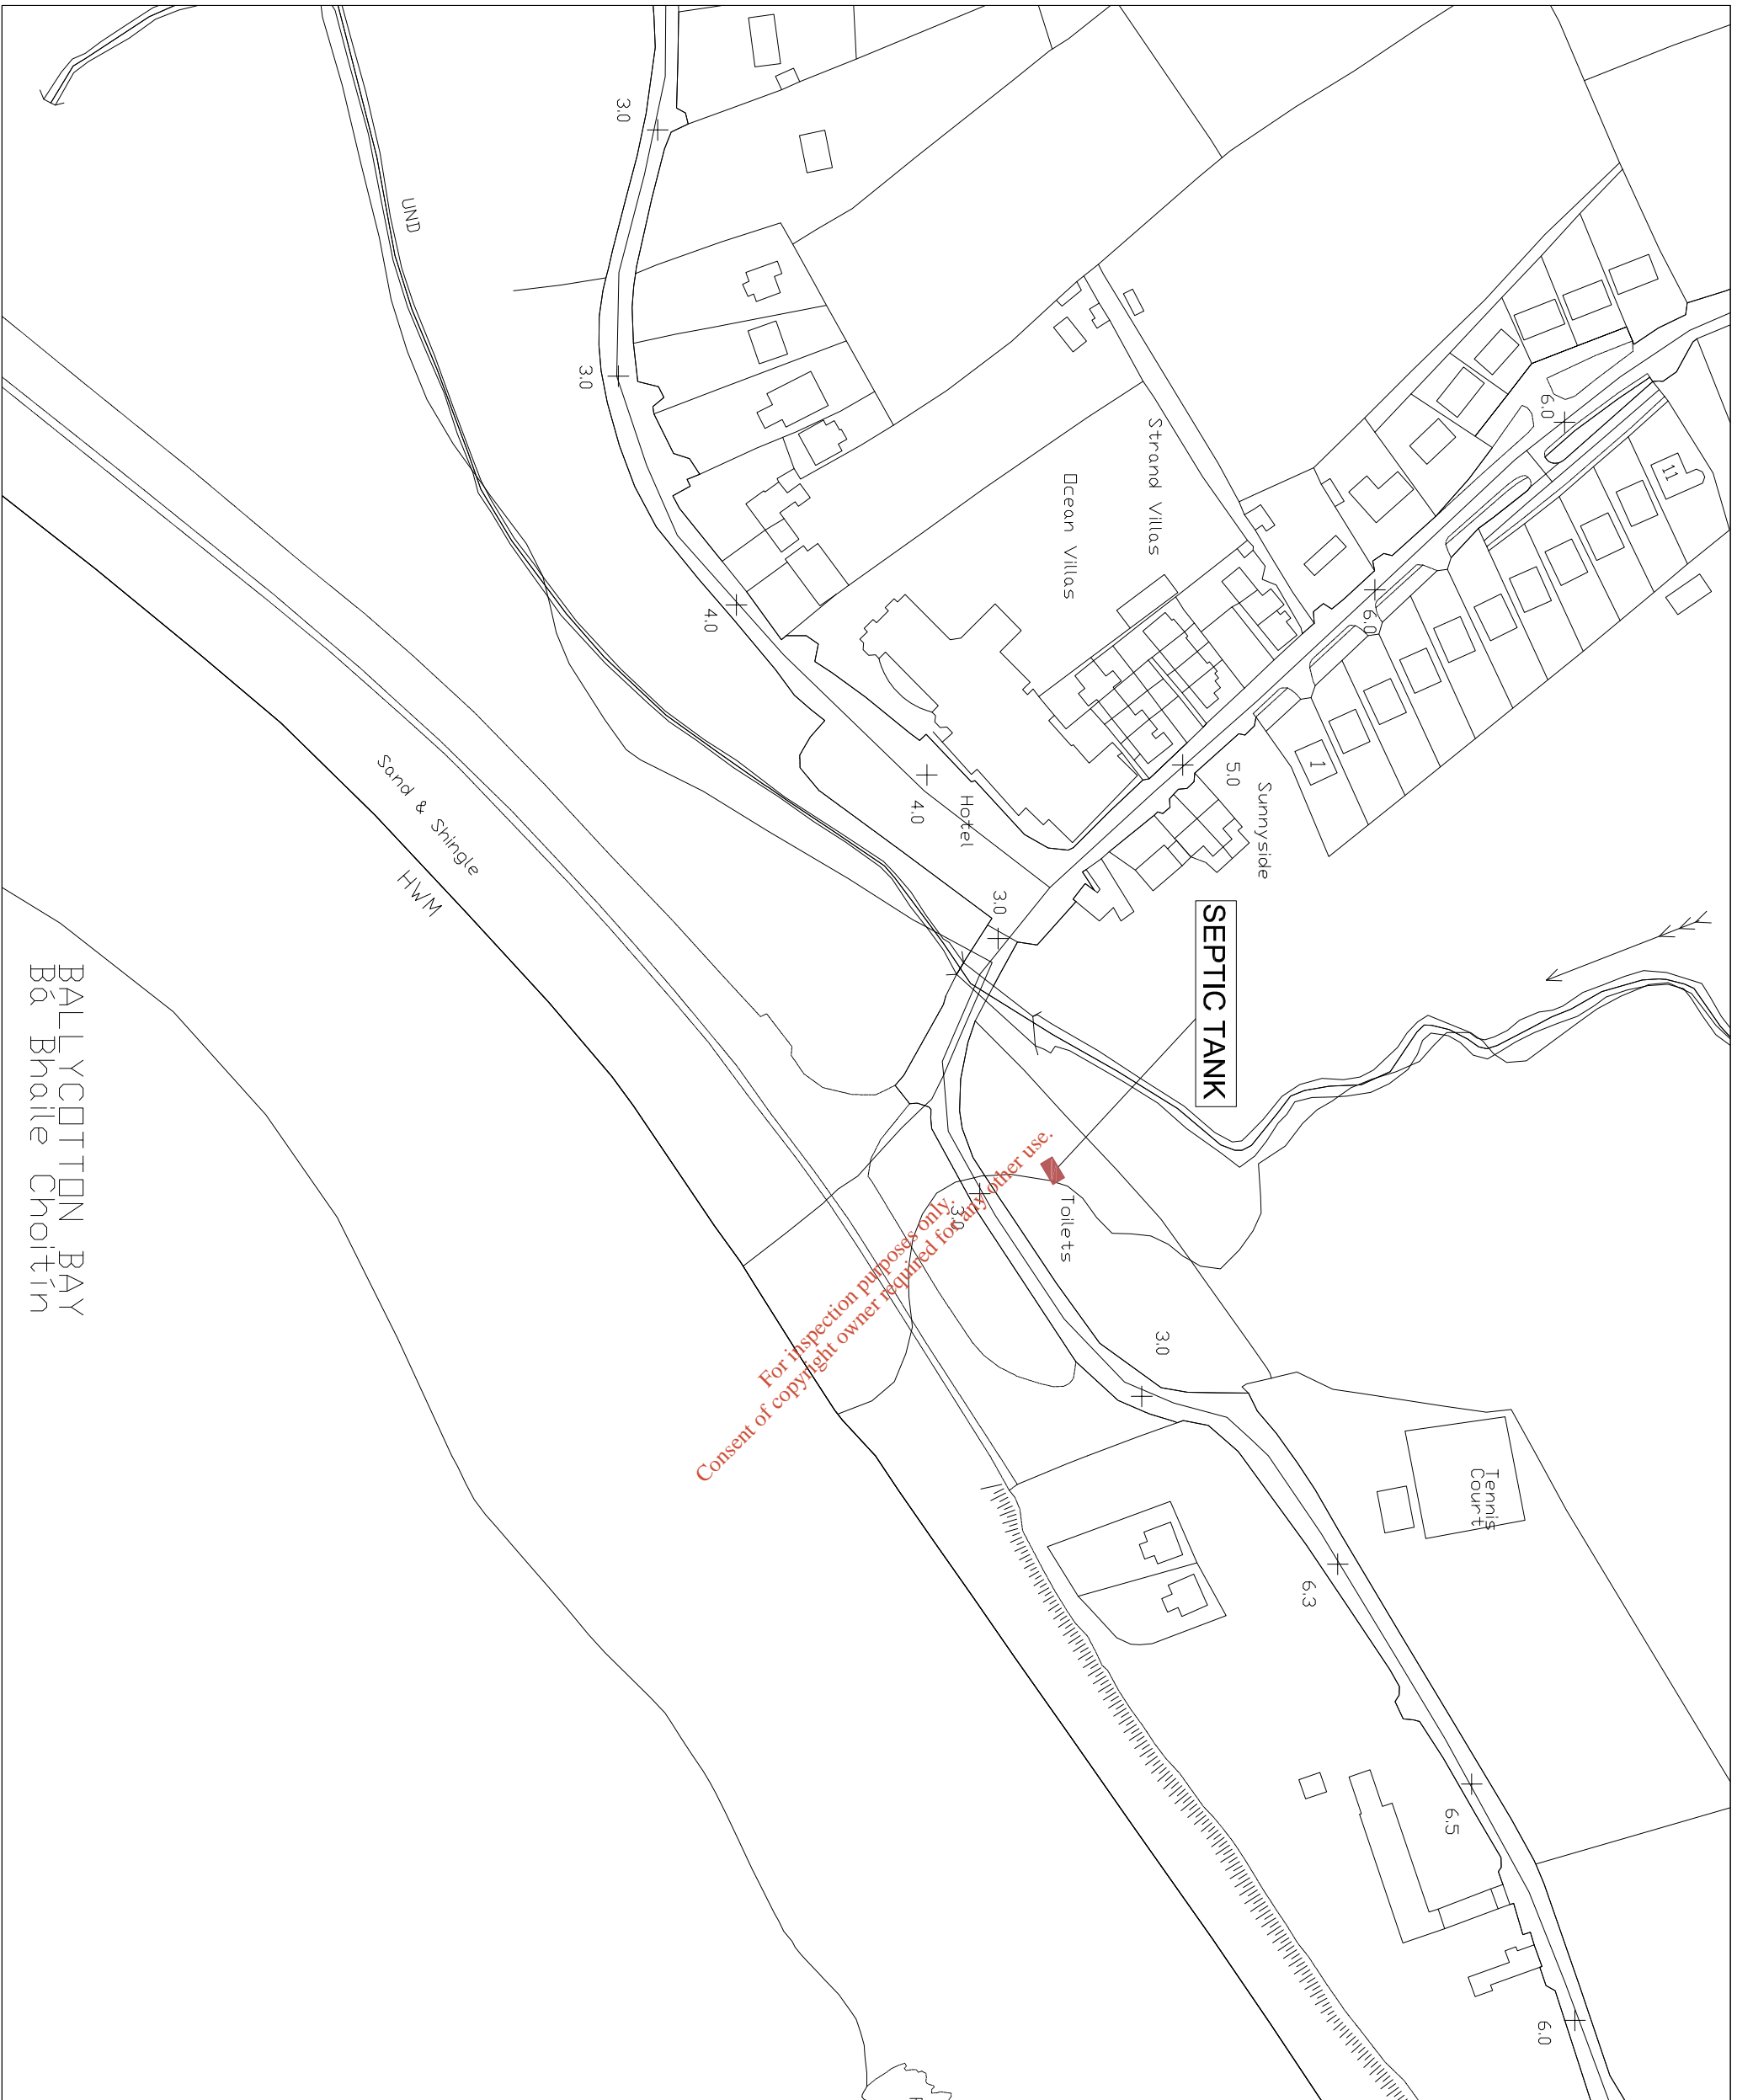 3.0
UND
3.0
6.0
11
Strand Villas
Ocean Villas
4.0
6.0
1
5.0
Sunnyside
Hotel
4.0
Sand & Shingle
HWM
3.0
SEPTIC TANK
BALLYCOTTON BAY
Bá Bhaile Choitín
Toilets
3.0
For inspection purposes only.
Consent of copyright owner required for any other use.
3.0
Tennis
Court
6.3
6.5
6.0